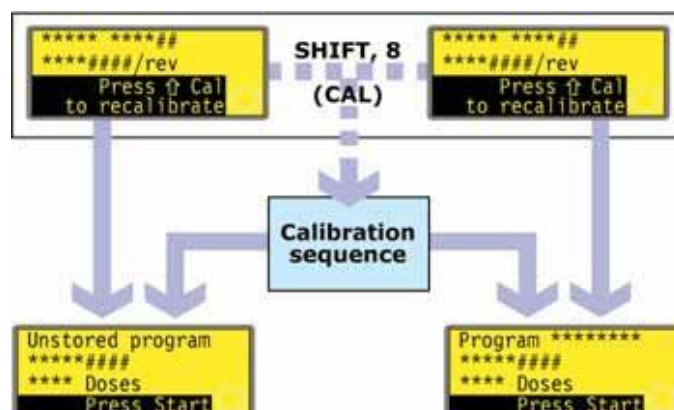 ***** ****##
****####/rev
Press ⇧ Cal
to recalibrate
SHIFT, 8
(CAL)
***** ****##
****####/rev
Press ⇧ Cal
to recalibrate
Calibration
sequence
Unstored program
*****####
**** Doses
Press Start
Program ********
*****####
**** Doses
Press Start